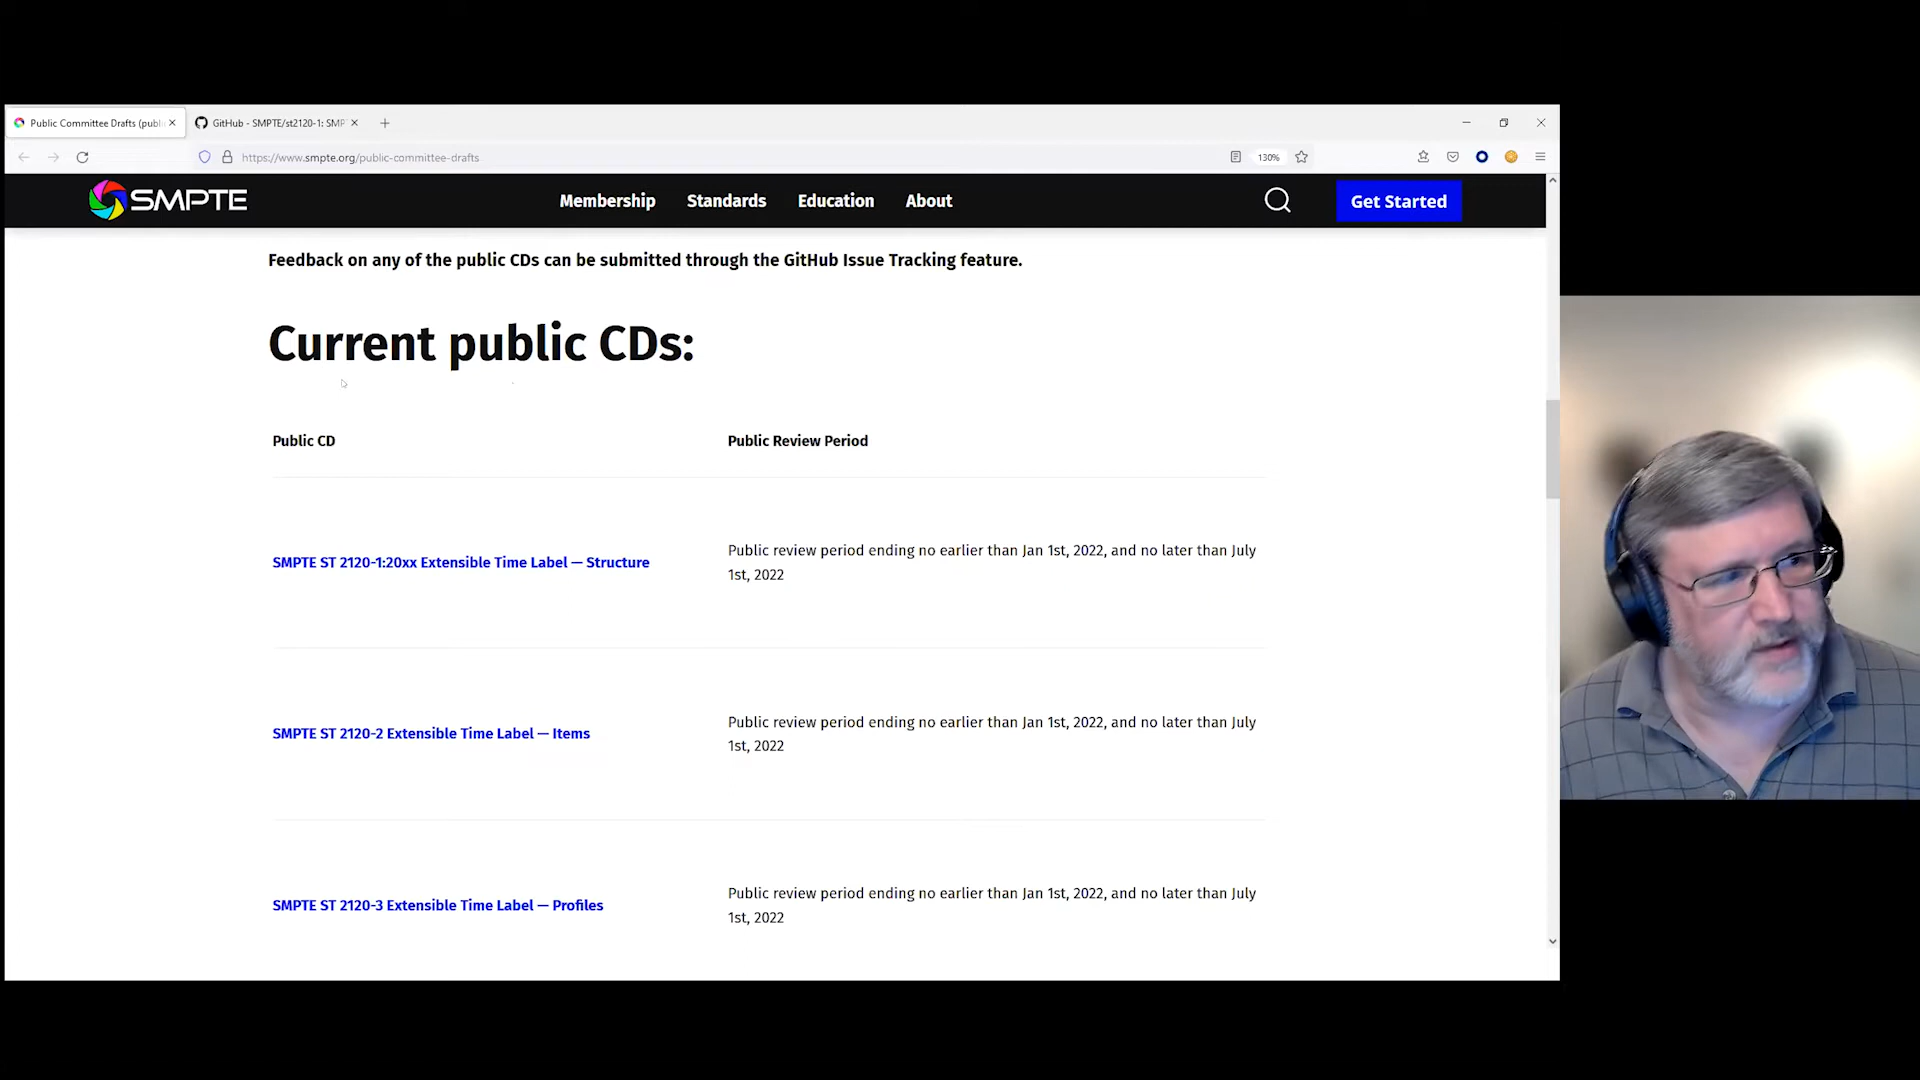 Public Committee Drafts (publi
GitHub - SMPTE/st2120-1: SMP
https://www.smpte.org/public-committee-drafts
130%
SMPTE
Membership
Standards
Education
About
Get Started
Feedback on any of the public CDs can be submitted through the GitHub Issue Tracking feature.
Current public CDs:
Public CD
Public Review Period
SMPTE ST 2120-1:20xx Extensible Time Label — Structure
Public review period ending no earlier than Jan 1st, 2022, and no later than July
1st, 2022
SMPTE ST 2120-2 Extensible Time Label — Items
Public review period ending no earlier than Jan 1st, 2022, and no later than July
1st, 2022
SMPTE ST 2120-3 Extensible Time Label — Profiles
Public review period ending no earlier than Jan 1st, 2022, and no later than July
1st, 2022